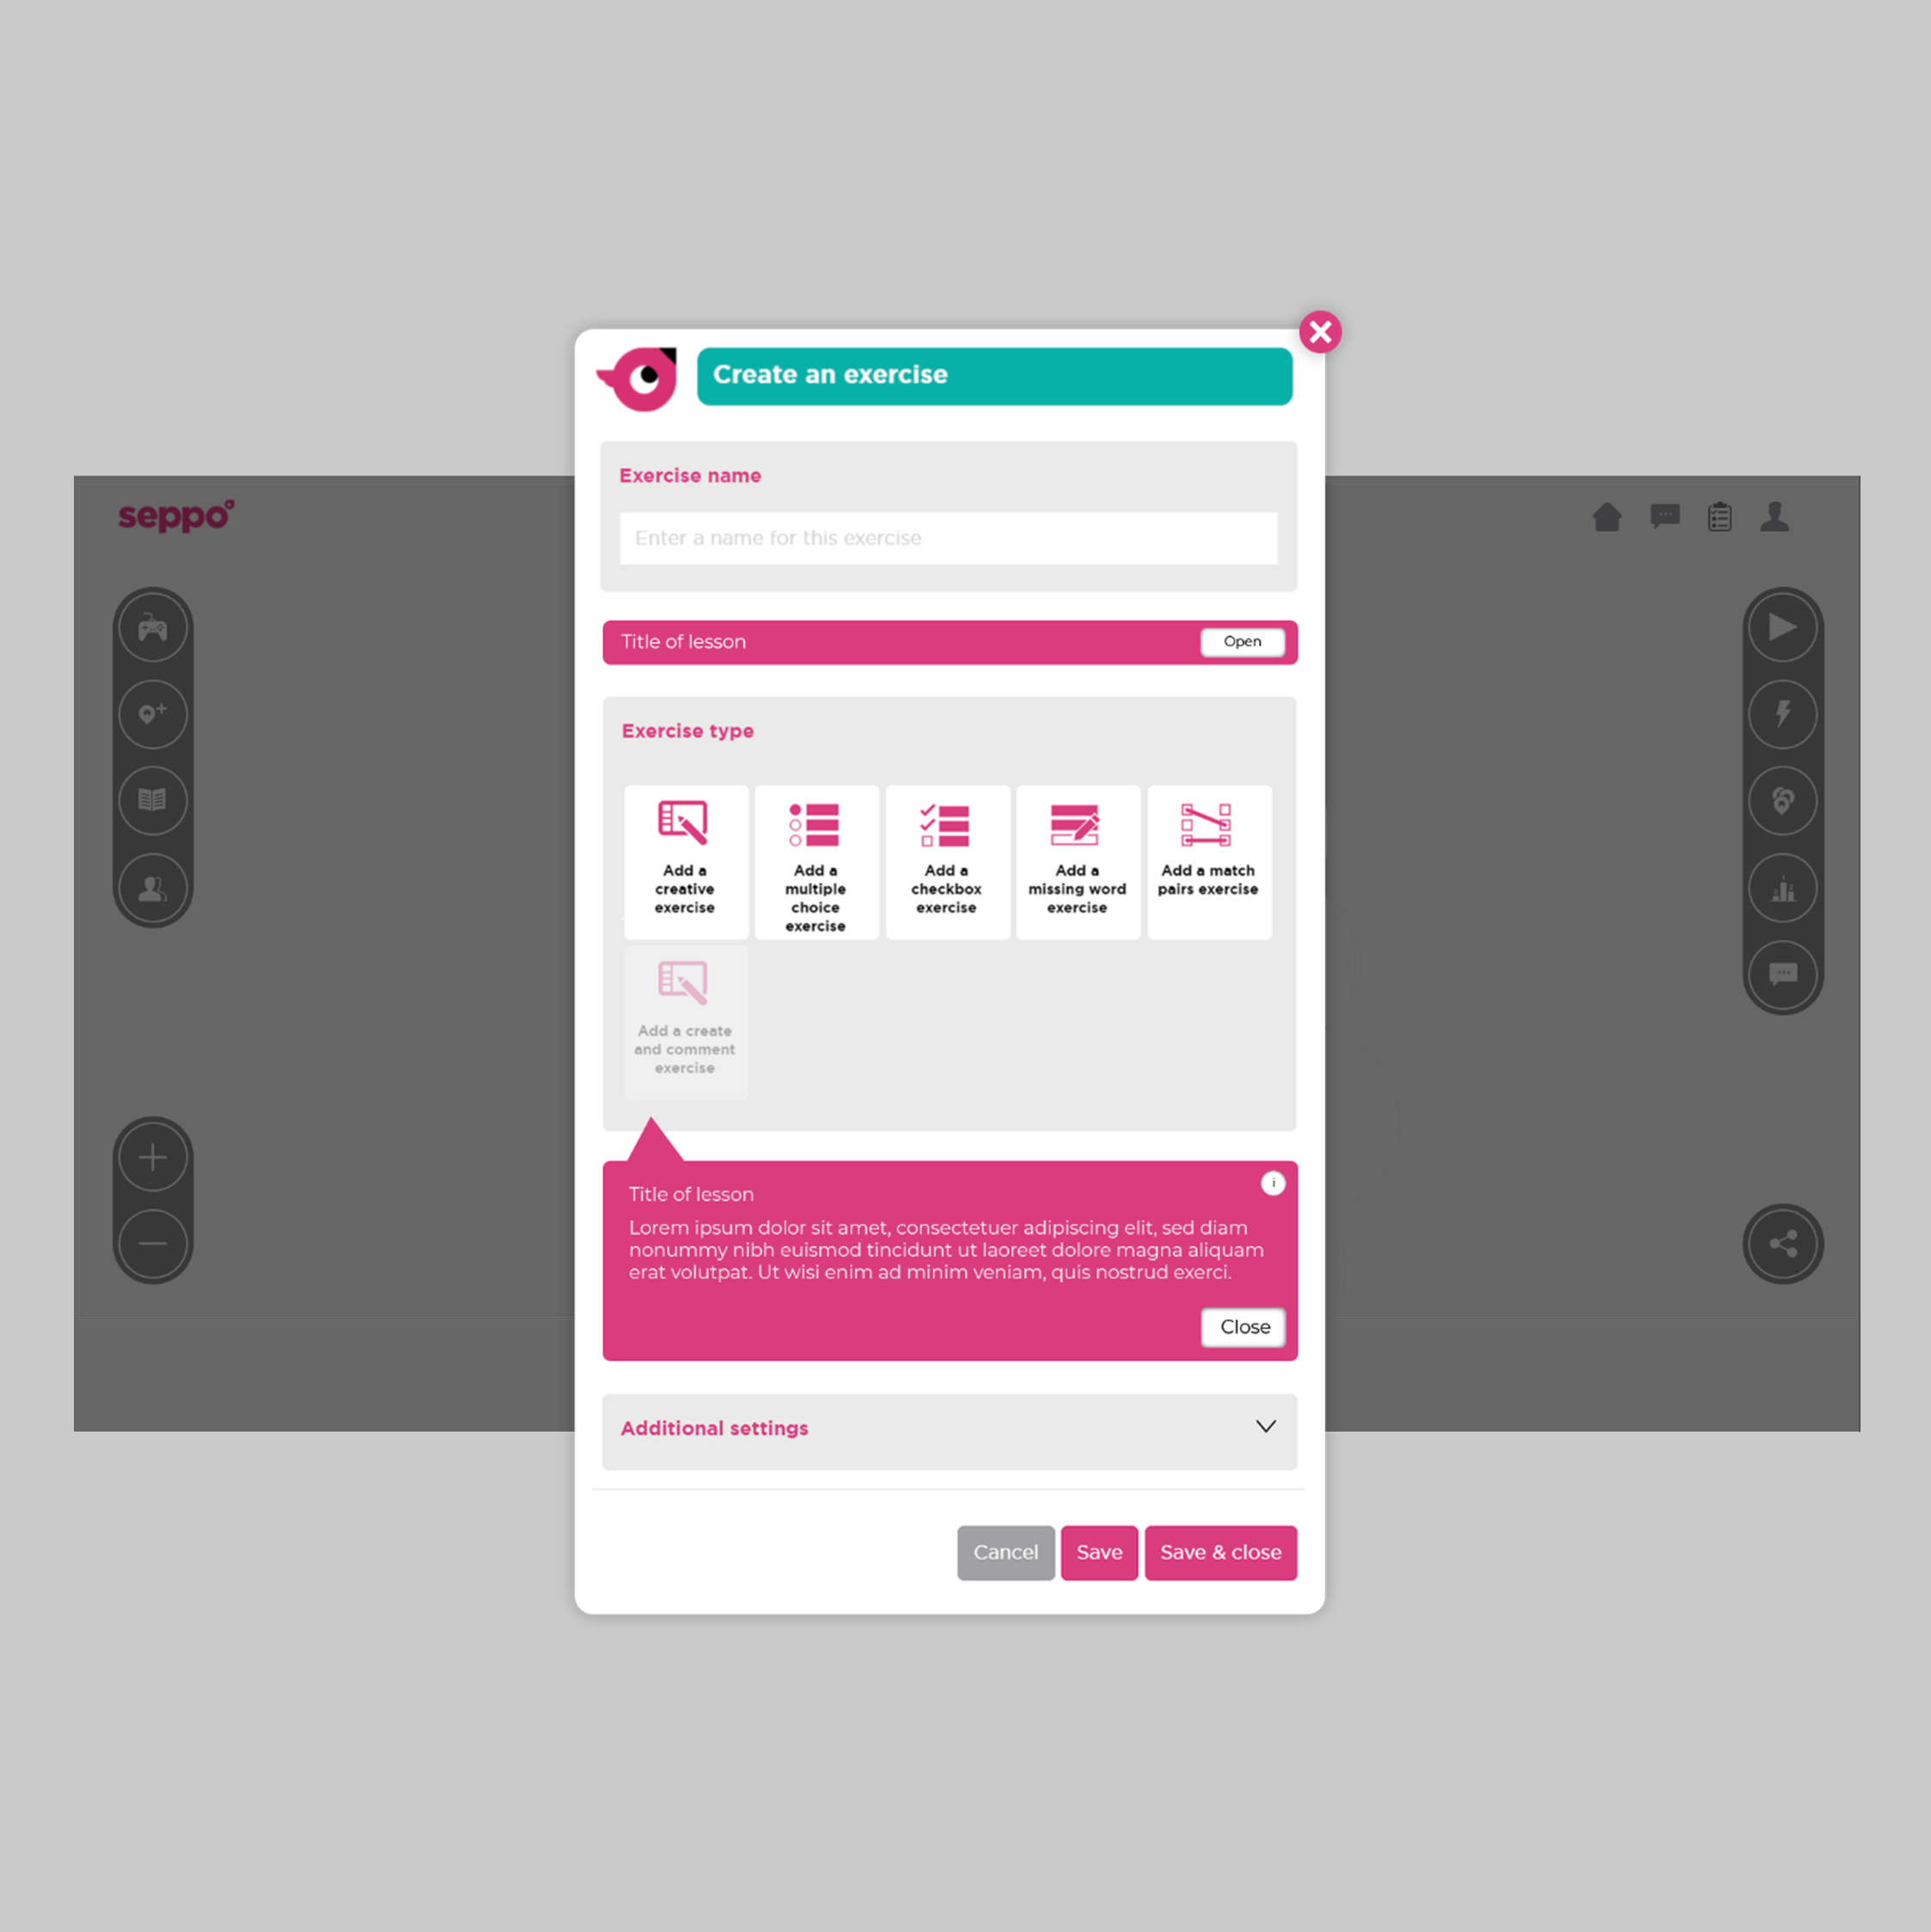 Create an exercise
seppo
Exercise name
Enter a name for this exercise
Title of lesson
Open
Exercise type
Add a
creative
exercise
Add a
multiple
choice
exercise
Add a
checkbox
exercise
Add a
missing word
exercise
Add a match
pairs exercise
Add a create
and comment
exercise
i
Title of lesson
Lorem ipsum dolor sit amet, consectetuer adipiscing elit, sed diam
nonummy nibh euismod tincidunt ut laoreet dolore magna aliquam
erat volutpat. Ut wisi enim ad minim veniam, quis nostrud exerci.
Close
Additional settings
Cancel
Save
Save & close